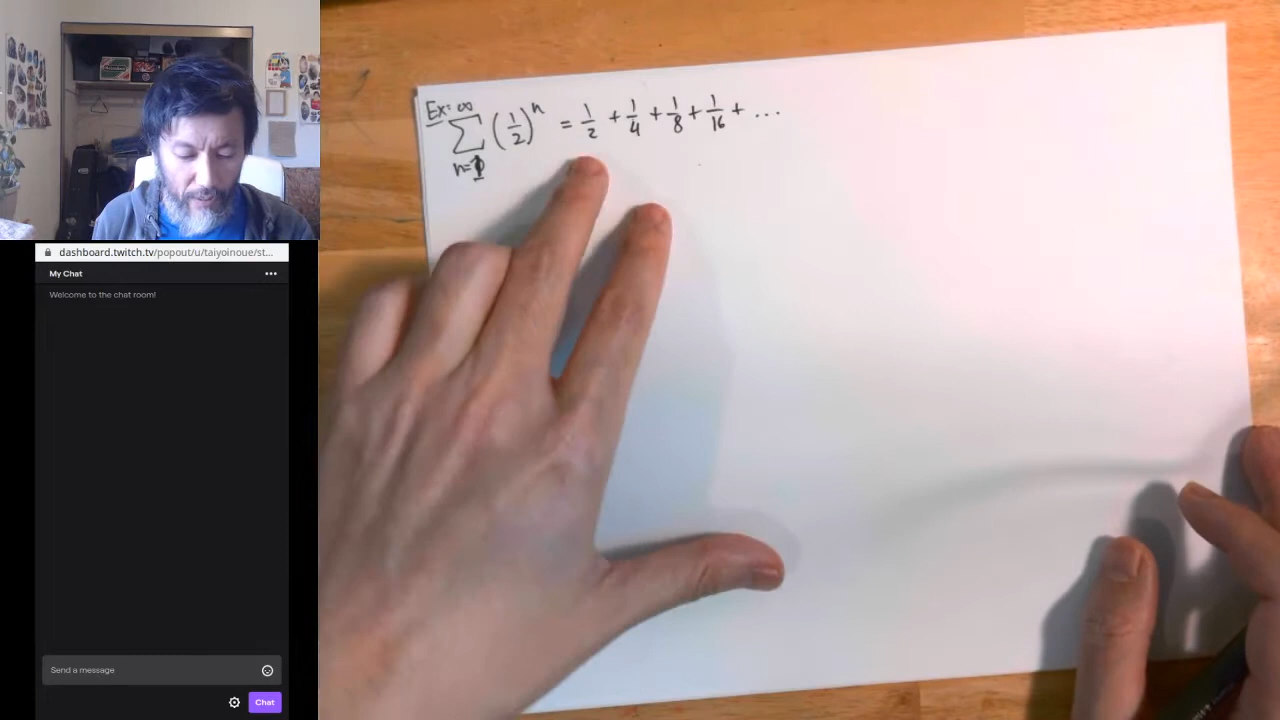 dashboard.twitch.tv/popout/u/taiyoinoue/st...
My Chat
Welcome to the chat room!
Send a message
Chat
Ex: ∞
∑ (1/2)^n = 1/2 + 1/4 + 1/8 + 1/16 + ...
n=1